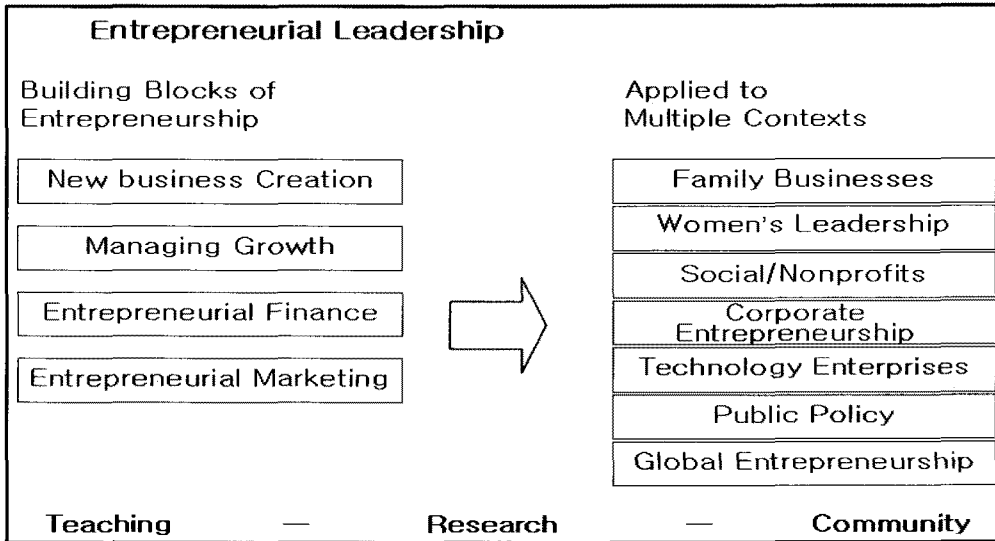 Entrepreneurial Leadership
Building Blocks of
Entrepreneurship
New business Creation
Managing Growth
Entrepreneurial Finance
Entrepreneurial Marketing
Applied to
Multiple Contexts
Family Businesses
Women's Leadership
Social/Nonprofits
Corporate
Entrepreneurship
Technology Enterprises
Public Policy
Global Entrepreneurship
Teaching — Research — Community